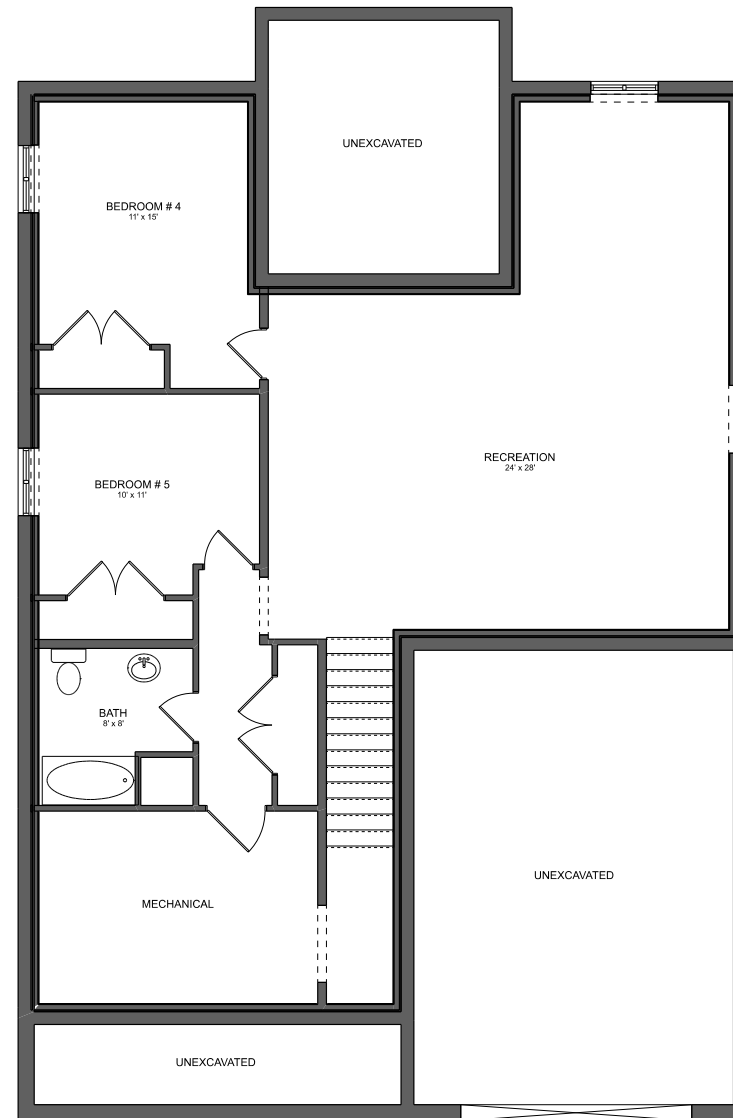 UNEXCAVATED
BEDROOM # 4
11' x 15'
RECREATION
24' x 28'
BEDROOM # 5
10' x 11'
BATH
8' x 8'
UNEXCAVATED
MECHANICAL
UNEXCAVATED